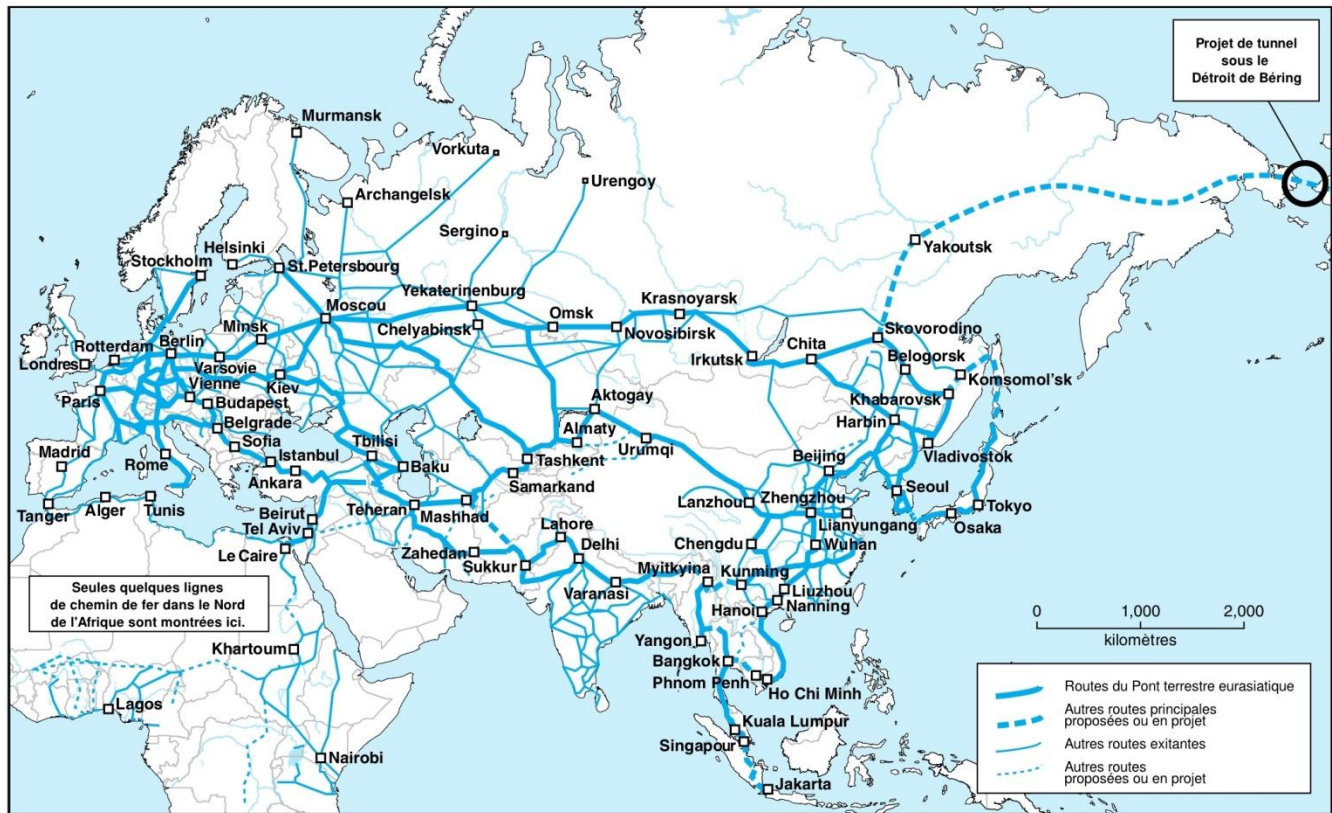 Projet de tunnel
sous le
Détroit de Béring
Murmansk
Vorkuta
Urengoy
Archangelsk
Sergino
Yakoutsk
Helsinki
Stockholm
St.Petersbourg
Yekaterinenburg
Krasnoyarsk
Moscou
Omsk
Skovorodino
Minsk
Chelyabinsk
Novosibirsk
Chita
Rotterdam
Berlin
Belogorsk
Londres
Irkutsk
Varsovie
Komsomol'sk
Vienne
Kiev
Paris
Aktogay
Khabarovsk
Budapest
Harbin
Belgrade
Almaty
Tbilisi
Madrid
Sofia
Urumqi
Beijing
Vladivostok
Rome
Istanbul
Baku
Tashkent
Ankara
Samarkand
Seoul
Lanzhou
Zhengzhou
Tokyo
Tanger
Alger
Tunis
Beirut
Teheran
Mashhad
Lianyungang
Osaka
Tel Aviv
Lahore
Le Caire
Zahedan
Delhi
Chengdu
Wuhan
Sukkur
Myitkyina
Kunming
Varanasi
Liuzhou
Nanning
Hanoi
Seules quelques lignes
de chemin de fer dans le Nord
de l'Afrique sont montrées ici.
0
1,000
2,000
kilomètres
Khartoum
Yangon
Bangkok
Phnom Penh
Ho Chi Minh
Lagos
Kuala Lumpur
Singapour
Nairobi
Jakarta
Routes du Pont terrestre eurasiatique
Autres routes principales
proposées ou en projet
Autres routes exitantes
Autres routes
proposées ou en projet